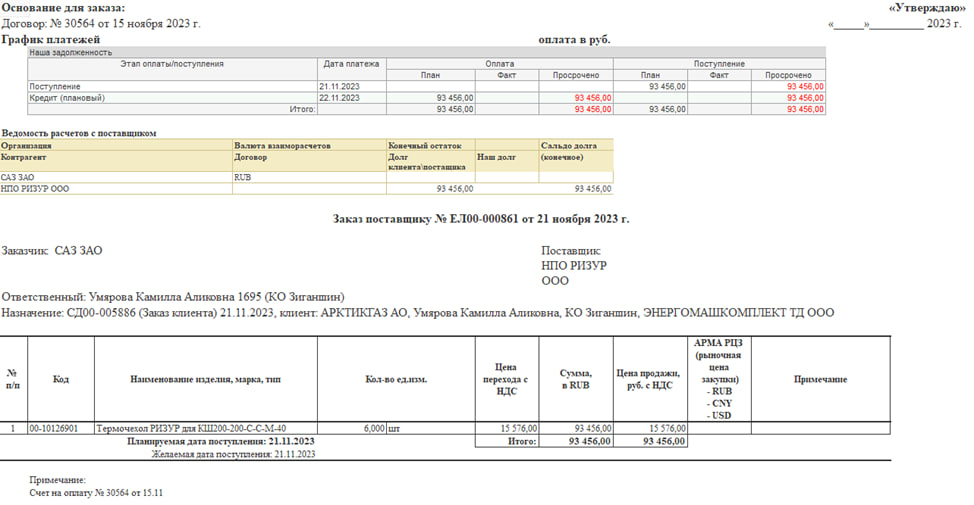 Основание для заказа: «Утверждаю»
Договор: № 30564 от 15 ноября 2023 г. «_____»__________ 2023 г.
График платежей оплата в руб.
Наша задолженность
Этап оплаты/поступления Дата платежа Оплата Поступление
План Факт Просрочено План Факт Просрочено
Поступление 21.11.2023 93 456,00 93 456,00
Кредит (плановый) 22.11.2023 93 456,00 93 456,00 93 456,00
Итого: 93 456,00 93 456,00 93 456,00 93 456,00
Ведомость расчетов с поставщиком
Организация Валюта взаиморасчетов Конечный остаток Сальдо долга
Контрагент Договор Долг Наш долг (конечное)
клиента\постащика
САЗ ЗАО RUB
НПО РИЗУР ООО 93 456,00 93 456,00
Заказ поставщику № ЕЛ00-000861 от 21 ноября 2023 г.
Заказчик: САЗ ЗАО Поставщик:
НПО РИЗУР
ООО
Ответственный: Умярова Камилла Аликовна 1695 (КО Зиганшин)
Назначение: СД00-005886 (Заказ клиента) 21.11.2023, клиент: АРКТИКГАЗ АО, Умярова Камилла Аликовна, КО Зиганшин, ЭНЕРГОМАШКОМПЛЕКТ ТД ООО
№ п/п Код Наименование изделия, марка, тип Кол-во ед.изм. Цена перехода с НДС Сумма, в RUB Цена продажи, руб. с НДС АРМА РЦЗ (рыночная цена закупки) - RUB - CNY - USD Примечание
1 00-10126901 Термочехол РИЗУР для КШ200-200-С-С-М-40 6,000 шт 15 576,00 93 456,00 15 576,00
Планируемая дата поступления: 21.11.2023 Итого: 93 456,00 93 456,00
Желаемая дата поступления: 21.11.2023
Примечание:
Счет на оплату № 30564 от 15.11